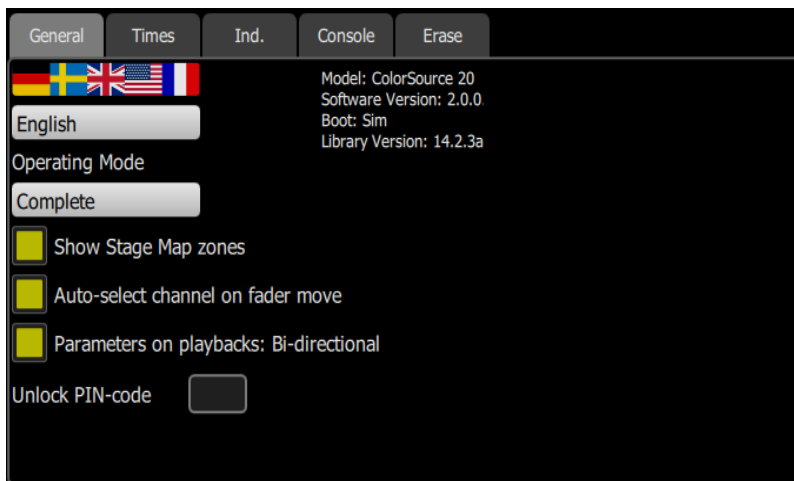 General Times Ind. Console Erase
Model: ColorSource 20
Software Version: 2.0.0.
Boot: Sim
Library Version: 14.2.3a
English
Operating Mode
Complete
Show Stage Map zones
Auto-select channel on fader move
Parameters on playbacks: Bi-directional
Unlock PIN-code